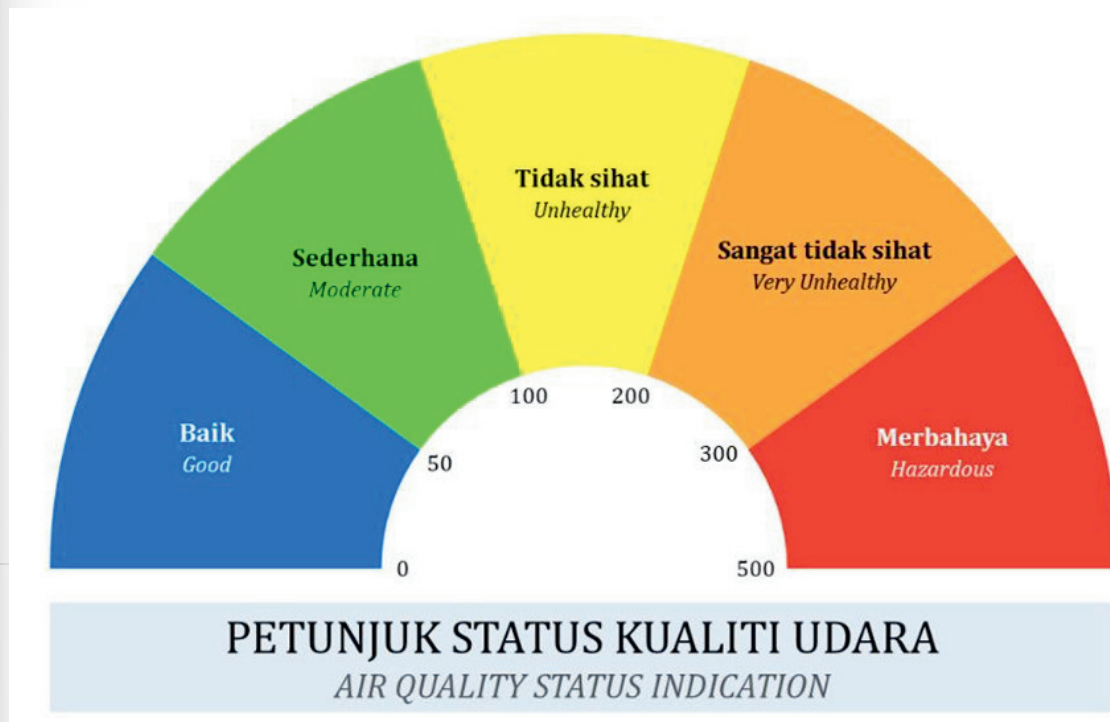 Tidak sihat
Unhealthy
Sangat tidak sihat
Very Unhealthy
Sederhana
Moderate
Baik
Good
Merbahaya
Hazardous
0
50
100
200
300
500
PETUNJUK STATUS KUALITI UDARA
AIR QUALITY STATUS INDICATION